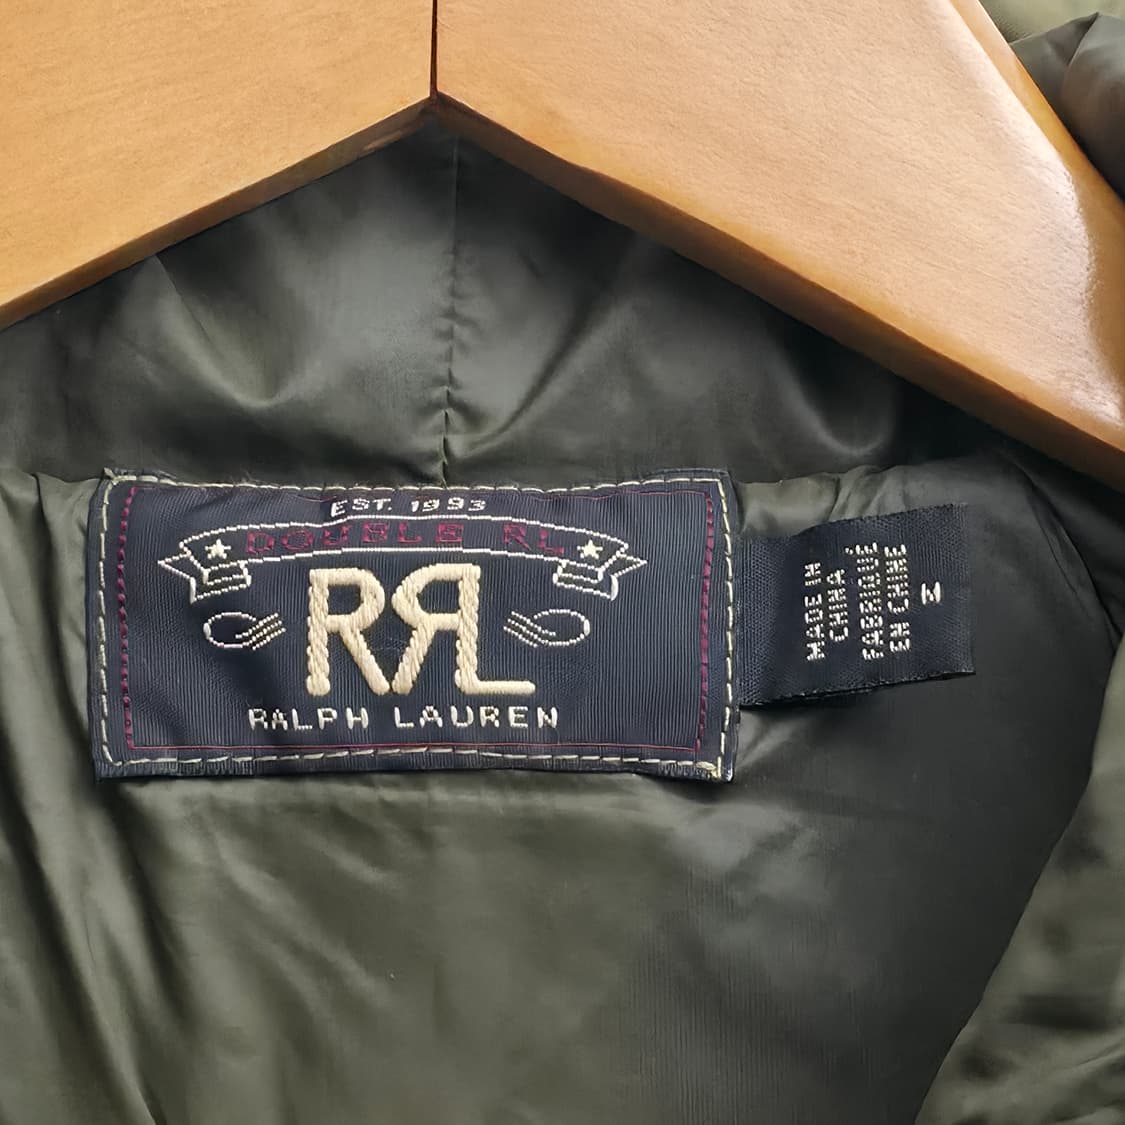 EST. 1993
DOUBLE RL
RRL
RALPH LAUREN
MADE IN
CHINA
FABRIQUÉ
EN CHINE
M